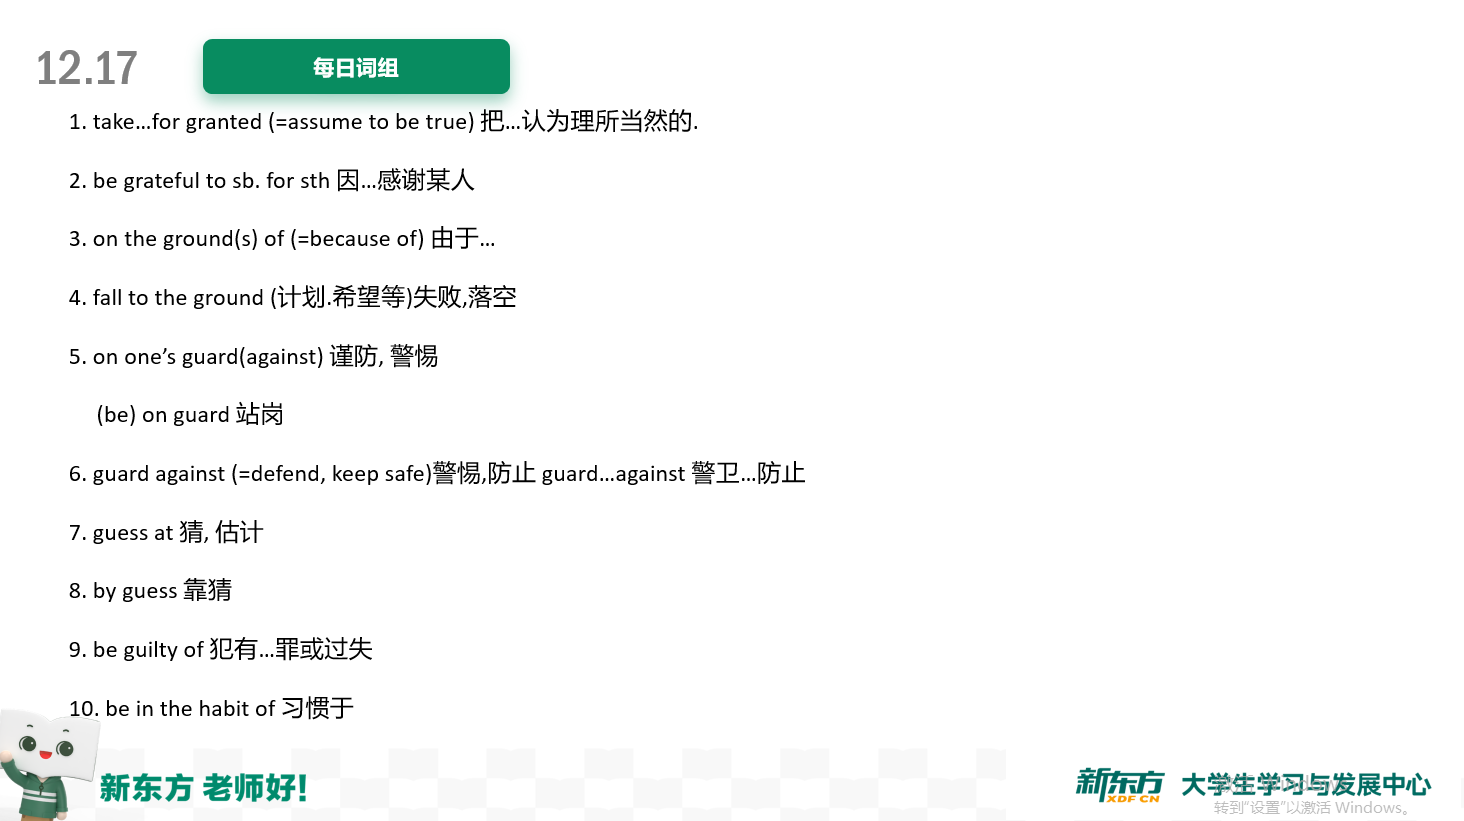 12.17
每日词组
1. take...for granted (=assume to be true) 把...认为理所当然的.
2. be grateful to sb. for sth 因...感谢某人
3. on the ground(s) of (=because of) 由于...
4. fall to the ground (计划.希望等)失败,落空
5. on one’s guard(against) 谨防, 警惕
(be) on guard 站岗
6. guard against (=defend, keep safe)警惕,防止 guard...against 警卫...防止
7. guess at 猜, 估计
8. by guess 靠猜
9. be guilty of 犯有...罪或过失
10. be in the habit of 习惯于
新东方 老师好!
新东方 XDF.CN 大学生学习与发展中心
激活 Windows
转到“设置”以激活 Windows。